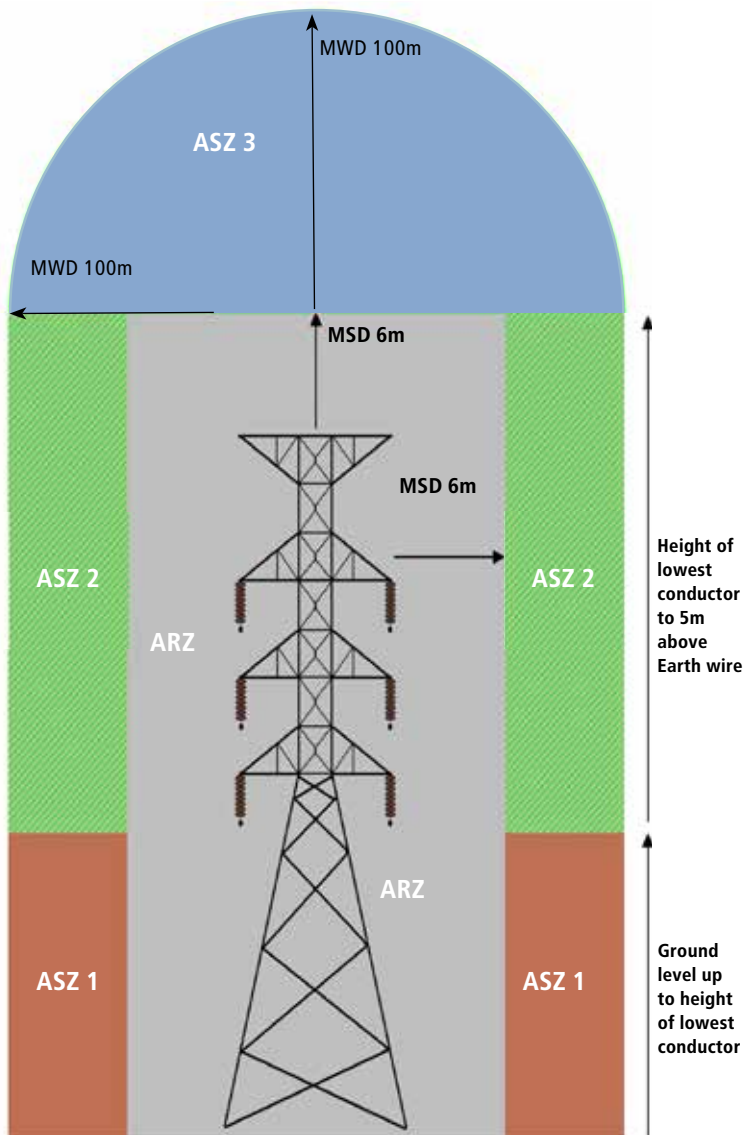 MWD 100m
ASZ 3
MWD 100m
MSD 6m
MSD 6m
ASZ 2
ASZ 2
Height of
lowest
conductor
to 5m
above
Earth wire
ARZ
ARZ
ASZ 1
ASZ 1
Ground
level up
to height
of lowest
conductor